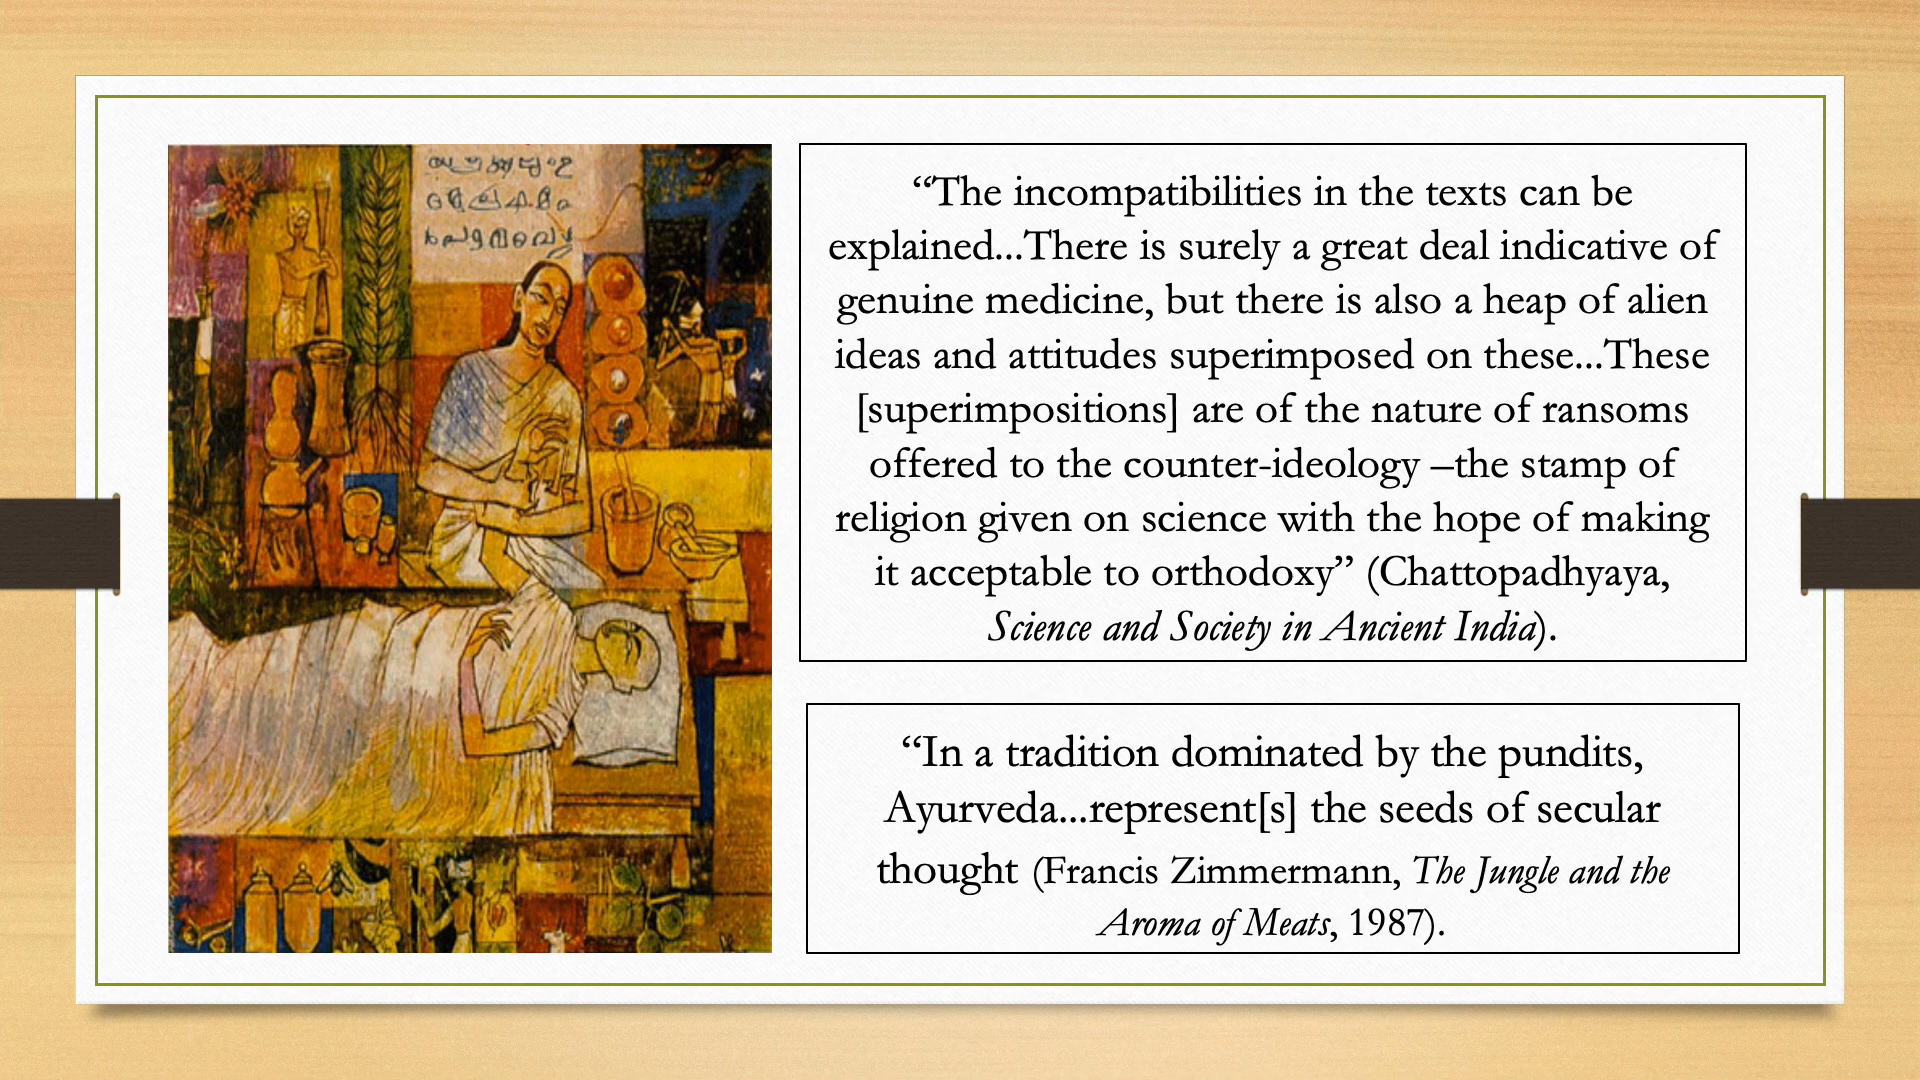 “The incompatibilities in the texts can be
explained...There is surely a great deal indicative of
genuine medicine, but there is also a heap of alien
ideas and attitudes superimposed on these...These
[superimpositions] are of the nature of ransoms
offered to the counter-ideology –the stamp of
religion given on science with the hope of making
it acceptable to orthodoxy” (Chattopadhyaya,
Science and Society in Ancient India).
“In a tradition dominated by the pundits,
Ayurveda...represent[s] the seeds of secular
thought (Francis Zimmermann, The Jungle and the
Aroma of Meats, 1987).